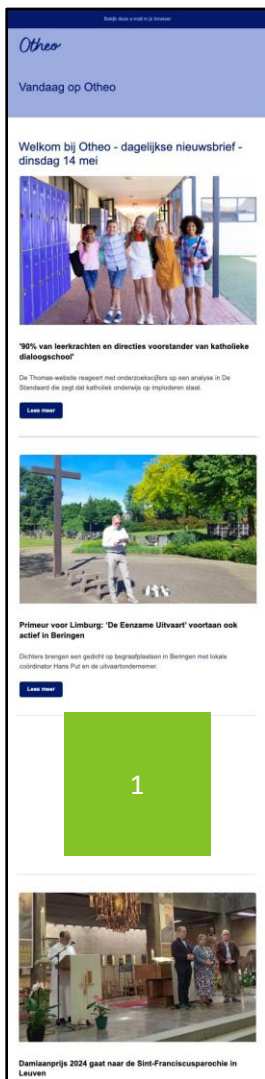 Bekijk deze e-mail in je browser
Otheo
Vandaag op Otheo
Welkom bij Otheo - dagelijkse nieuwsbrief -
dinsdag 14 mei
'90% van leerkrachten en directies voorstander van katholieke
dialoogschool'
De Thomas-website reageert met onderzoekscijfers op een analyse in De
Standaard die zegt dat katholiek onderwijs op imploderen staat.
Lees meer
Primeur voor Limburg: 'De Eenzame Uitvaart' voortaan ook
actief in Beringen
Dichters brengen een gedicht op begraafplaatsen in Beringen met lokale
coördinator Hans Put en de uitvaartondernemer.
Lees meer
1
Damiaanprijs 2024 gaat naar de Sint-Franciscusparochie in
Leuven